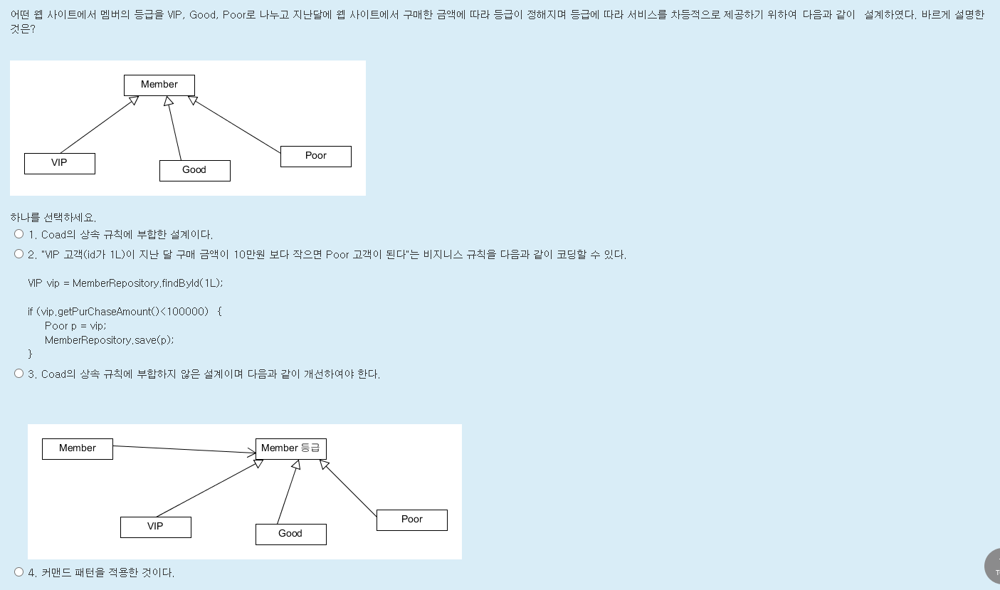 어떤 웹 사이트에서 멤버의 등급을 VIP, Good, Poor로 나누고 지난달에 웹 사이트에서 구매한 금액에 따라 등급이 정해지며 등급에 따라 서비스를 차등적으로 제공하기 위하여 다음과 같이 설계하였다. 바르게 설명한
것은?
Member
VIP
Good
Poor
하나를 선택하세요.
1. Coad의 상속 규칙에 부합한 설계이다.
2. "VIP 고객(id가 1L)이 지난 달 구매 금액이 10만원 보다 작으면 Poor 고객이 된다"는 비지니스 규칙을 다음과 같이 코딩할 수 있다.
VIP vip = MemberRepository.findById(1L);
if (vip.getPurChaseAmount()<100000) {
Poor p = vip;
MemberRepository.save(p);
}
3. Coad의 상속 규칙에 부합하지 않은 설계이며 다음과 같이 개선하여야 한다.
Member
Member 등급
VIP
Good
Poor
4. 커맨드 패턴을 적용한 것이다.